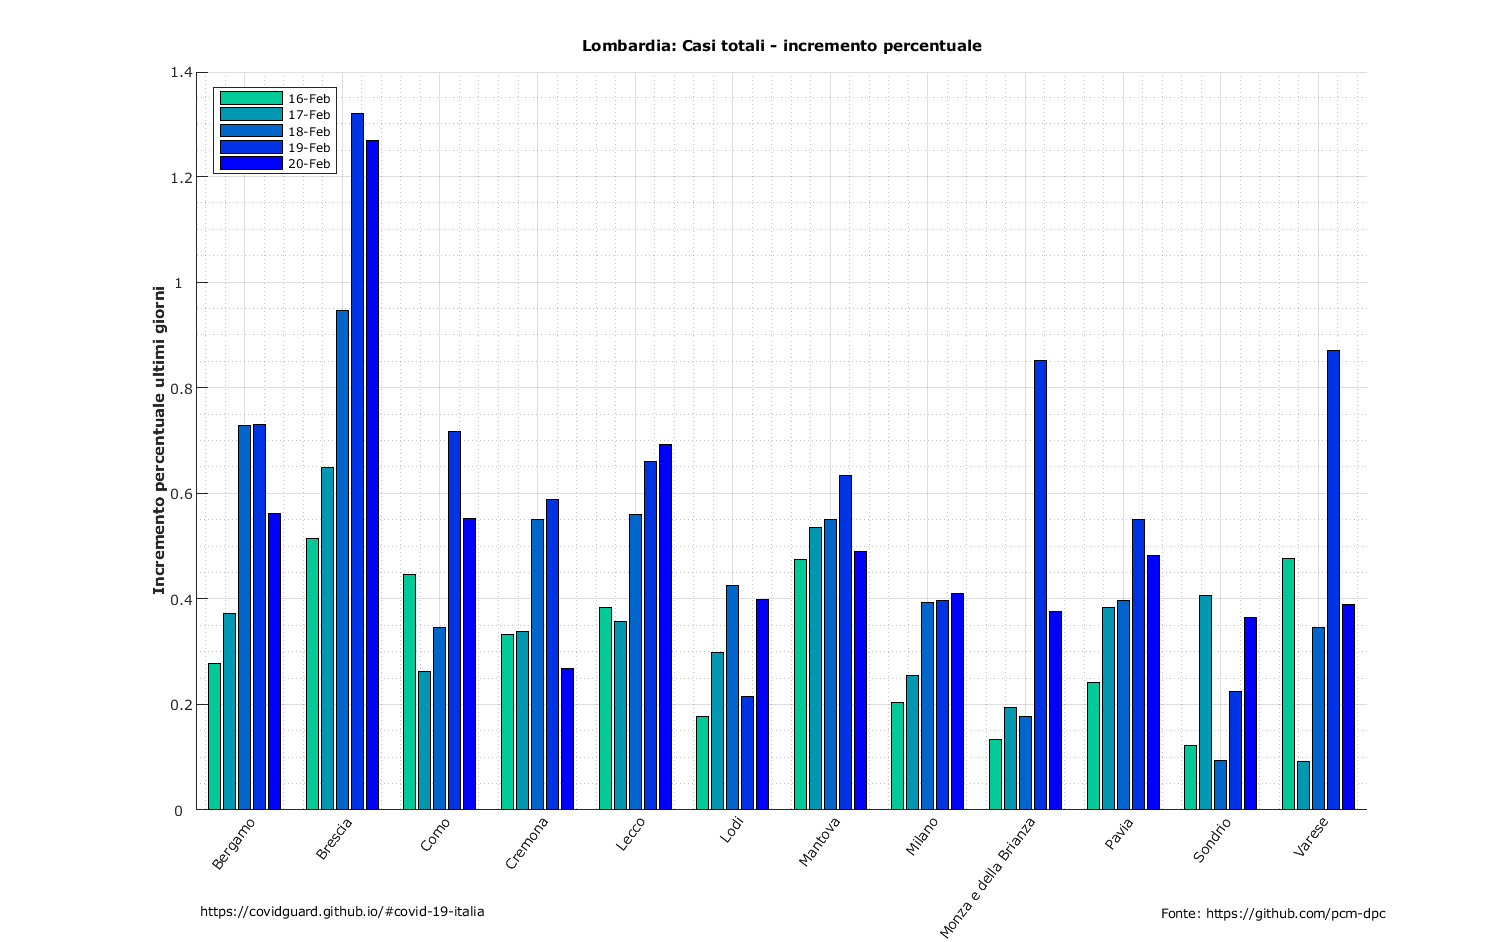 Lombardia: Casi totali - incremento percentuale
1.4
1.2
1
0.8
0.6
0.4
0.2
0
Incremento percentuale ultimi giorni
16-Feb
17-Feb
18-Feb
19-Feb
20-Feb
Bergamo
Brescia
Como
Cremona
Lecco
Lodi
Mantova
Milano
Monza e della Brianza
Pavia
Sondrio
Varese
https://covidguard.github.io/#covid-19-italia
Fonte: https://github.com/pcm-dpc